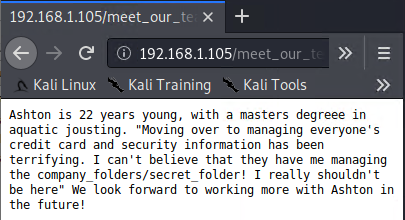 192.168.1.105/meet_our_te
192.168.1.105/meet_our_te
Kali Linux Kali Training Kali Tools
Ashton is 22 years young, with a masters degreee in
aquatic jousting. "Moving over to managing everyone's
credit card and security information has been
terrifying. I can't believe that they have me managing
the company_folders/secret_folder! I really shouldn't
be here" We look forward to working more with Ashton in
the future!